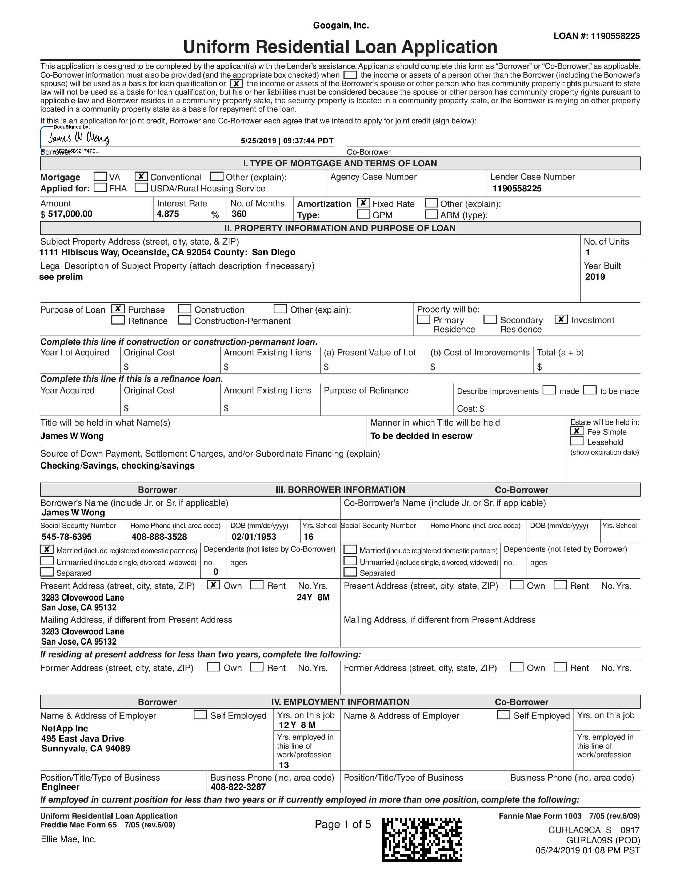 Googain, Inc.
LOAN #: 1190558225
Uniform Residential Loan Application
This application is designed to be completed by the applicant(s) with the Lender's assistance. Applicants should complete this form as "Borrower" or "Co-Borrower," as applicable.
Co-Borrower information must also be provided (and the appropriate box checked) when the income or assets of a person other than the Borrower (including the Borrower's
spouse) will be used as a basis for loan qualification or X the income or assets of the Borrower's spouse or other person who has community property rights pursuant to state
law will not be used as a basis for loan qualification, but his or her liabilities must be considered because the spouse or other person has community property rights pursuant to
applicable law and Borrower resides in a community property state, the security property is located in a community property state, or the Borrower is relying on other property
located in a community property state as a basis for repayment of the loan.
If this is an application for joint credit, Borrower and Co-Borrower each agree that we intend to apply for joint credit (sign below):
DocuSigned by:
James W Wong
5/25/2019 | 09:37:44 PDT
Borrower Co-Borrower
I. TYPE OF MORTGAGE AND TERMS OF LOAN
Mortgage VA X Conventional Other (explain): Agency Case Number Lender Case Number
Applied for: FHA USDA/Rural Housing Service 1190558225
Amount Interest Rate No. of Months Amortization X Fixed Rate Other (explain):
$ 517,000.00 4.875 % 360 Type: GPM ARM (type):
II. PROPERTY INFORMATION AND PURPOSE OF LOAN
Subject Property Address (street, city, state, & ZIP) No. of Units
1111 Hibiscus Way, Oceanside, CA 92054 County: San Diego 1
Legal Description of Subject Property (attach description if necessary) Year Built
see prelim 2019
Purpose of Loan X Purchase Construction Other (explain): Property will be:
Refinance Construction-Permanent Primary Residence Secondary Residence X Investment
Complete this line if construction or construction-permanent loan.
Year Lot Acquired Original Cost Amount Existing Liens (a) Present Value of Lot (b) Cost of Improvements Total (a + b)
$ $ $ $ $
Complete this line if this is a refinance loan.
Year Acquired Original Cost Amount Existing Liens Purpose of Refinance Describe Improvements made to be made
$ $ Cost: $
Title will be held in what Name(s) Manner in which Title will be held Estate will be held in:
James W Wong To be decided in escrow X Fee Simple
Leasehold
Source of Down Payment, Settlement Charges, and/or Subordinate Financing (explain) (show expiration date)
Checking/Savings, checking/savings
Borrower III. BORROWER INFORMATION Co-Borrower
Borrower's Name (include Jr. or Sr. if applicable) Co-Borrower's Name (include Jr. or Sr. if applicable)
James W Wong
Social Security Number Home Phone (incl. area code) DOB (mm/dd/yyyy) Yrs. School Social Security Number Home Phone (incl. area code) DOB (mm/dd/yyyy) Yrs. School
545-78-6395 408-888-3528 02/01/1953 16
X Married (include registered domestic partners) Dependents (not listed by Co-Borrower) Married (include registered domestic partners) Dependents (not listed by Borrower)
Unmarried (include single, divorced, widowed) no. ages Unmarried (include single, divorced, widowed) no. ages
Separated 0 Separated
Present Address (street, city, state, ZIP) X Own Rent No. Yrs. Present Address (street, city, state, ZIP) Own Rent No. Yrs.
3283 Clovewood Lane 24Y 8M
San Jose, CA 95132
Mailing Address, if different from Present Address Mailing Address, if different from Present Address
3283 Clovewood Lane
San Jose, CA 95132
If residing at present address for less than two years, complete the following:
Former Address (street, city, state, ZIP) Own Rent No. Yrs. Former Address (street, city, state, ZIP) Own Rent No. Yrs.
Borrower IV. EMPLOYMENT INFORMATION Co-Borrower
Name & Address of Employer Self Employed Yrs. on this job Name & Address of Employer Self Employed Yrs. on this job
NetApp Inc 12 Y 8 M
495 East Java Drive Yrs. employed in this line of work/profession Yrs. employed in this line of work/profession
Sunnyvale, CA 94089
13
Position/Title/Type of Business Business Phone (incl. area code) Position/Title/Type of Business Business Phone (incl. area code)
Engineer 408-822-3287
If employed in current position for less than two years or if currently employed in more than one position, complete the following:
Uniform Residential Loan Application Fannie Mae Form 1003 7/05 (rev.6/09)
Freddie Mac Form 65 7/05 (rev.6/09)
Page 1 of 5
GURLA09CA_S 0917
Ellie Mae, Inc. GURLA09S (POD)
05/24/2019 01:08 PM PST